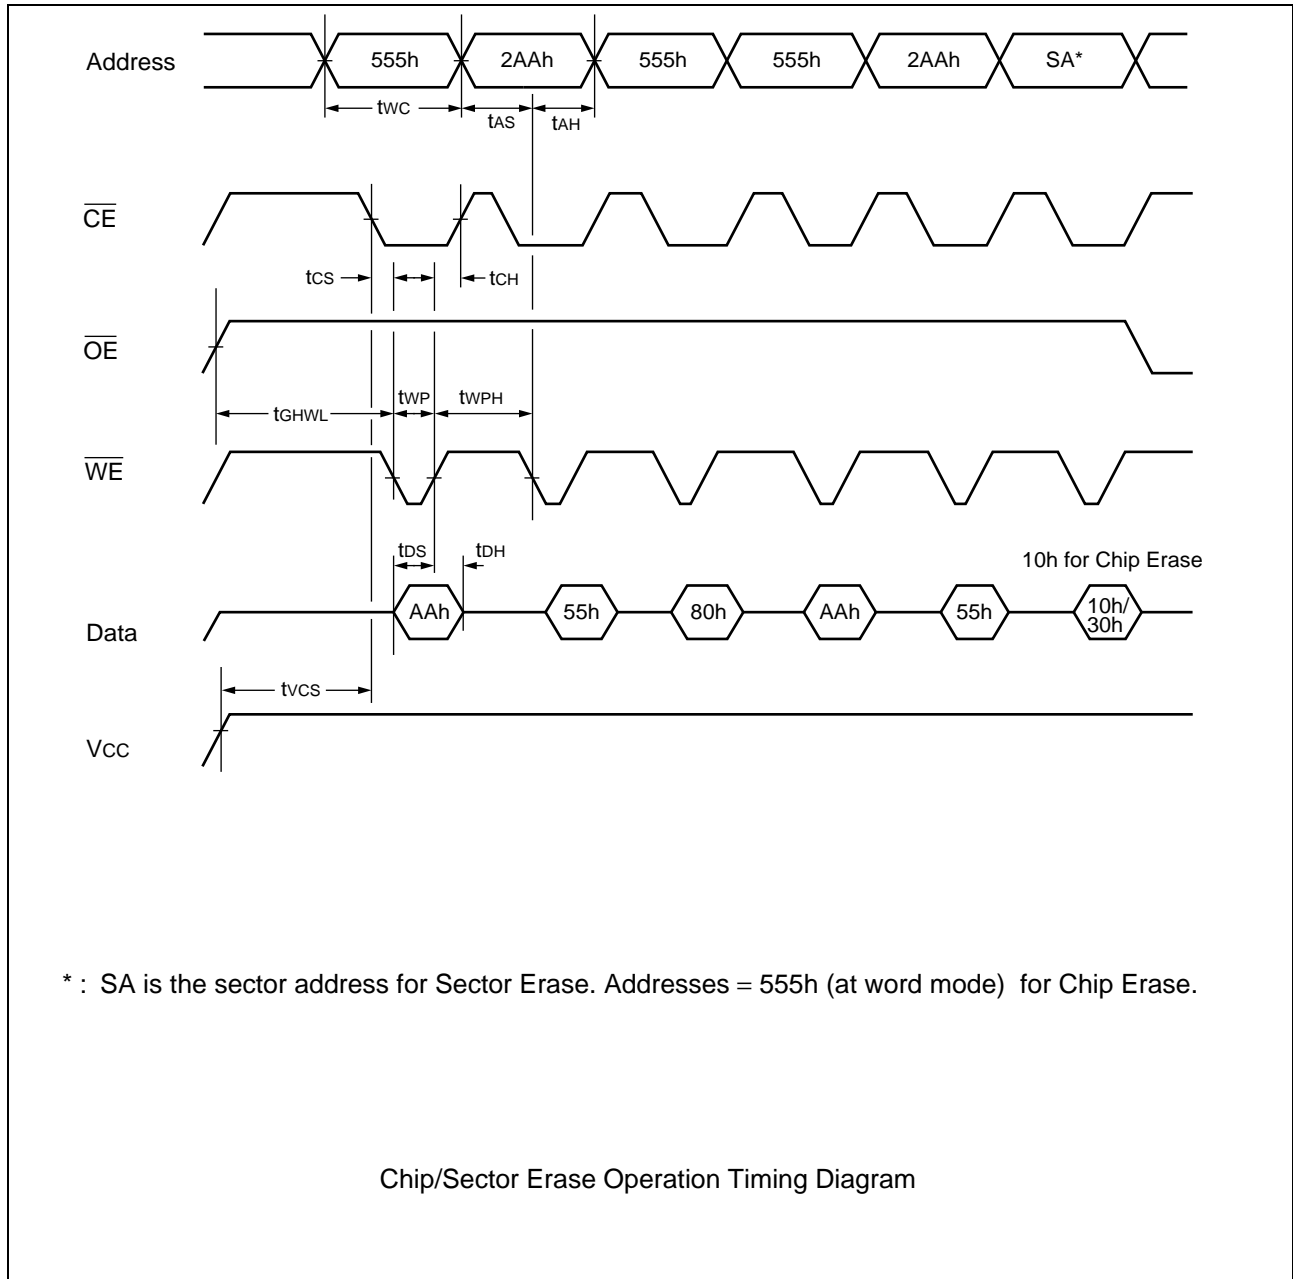 Address 555h 2AAh 555h 555h 2AAh SA*
tWC tAS tAH
CE
tCS tCH
OE
tGHWL tWP tWPH
WE
tDS tDH
10h for Chip Erase
Data AAh 55h 80h AAh 55h 10h/
30h
tVCS
VCC
* : SA is the sector address for Sector Erase. Addresses = 555h (at word mode) for Chip Erase.
Chip/Sector Erase Operation Timing Diagram